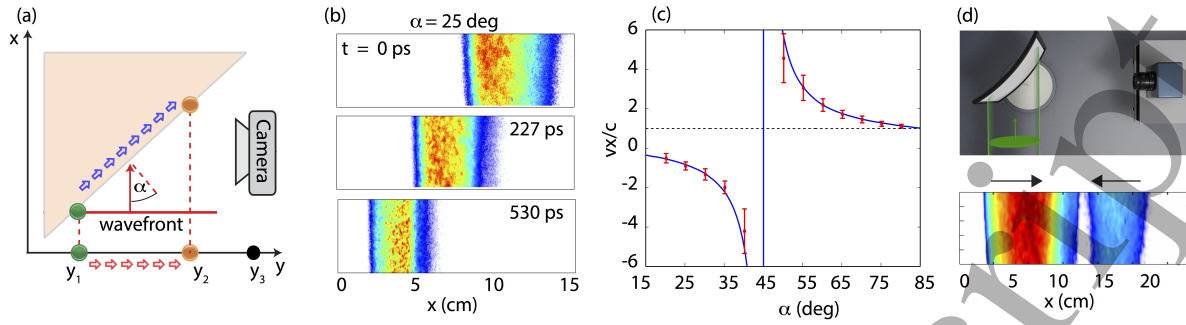 (a)
x
Camera
α
wavefront
y1
y2
y3
y
(b)
α = 25 deg
t = 0 ps
227 ps
530 ps
0 5 10 15
x (cm)
(c)
vx/c
6
4
2
0
-2
-4
-6
15 25 35 45 55 65 75 85
α (deg)
(d)
0 5 10 15 20
x (cm)